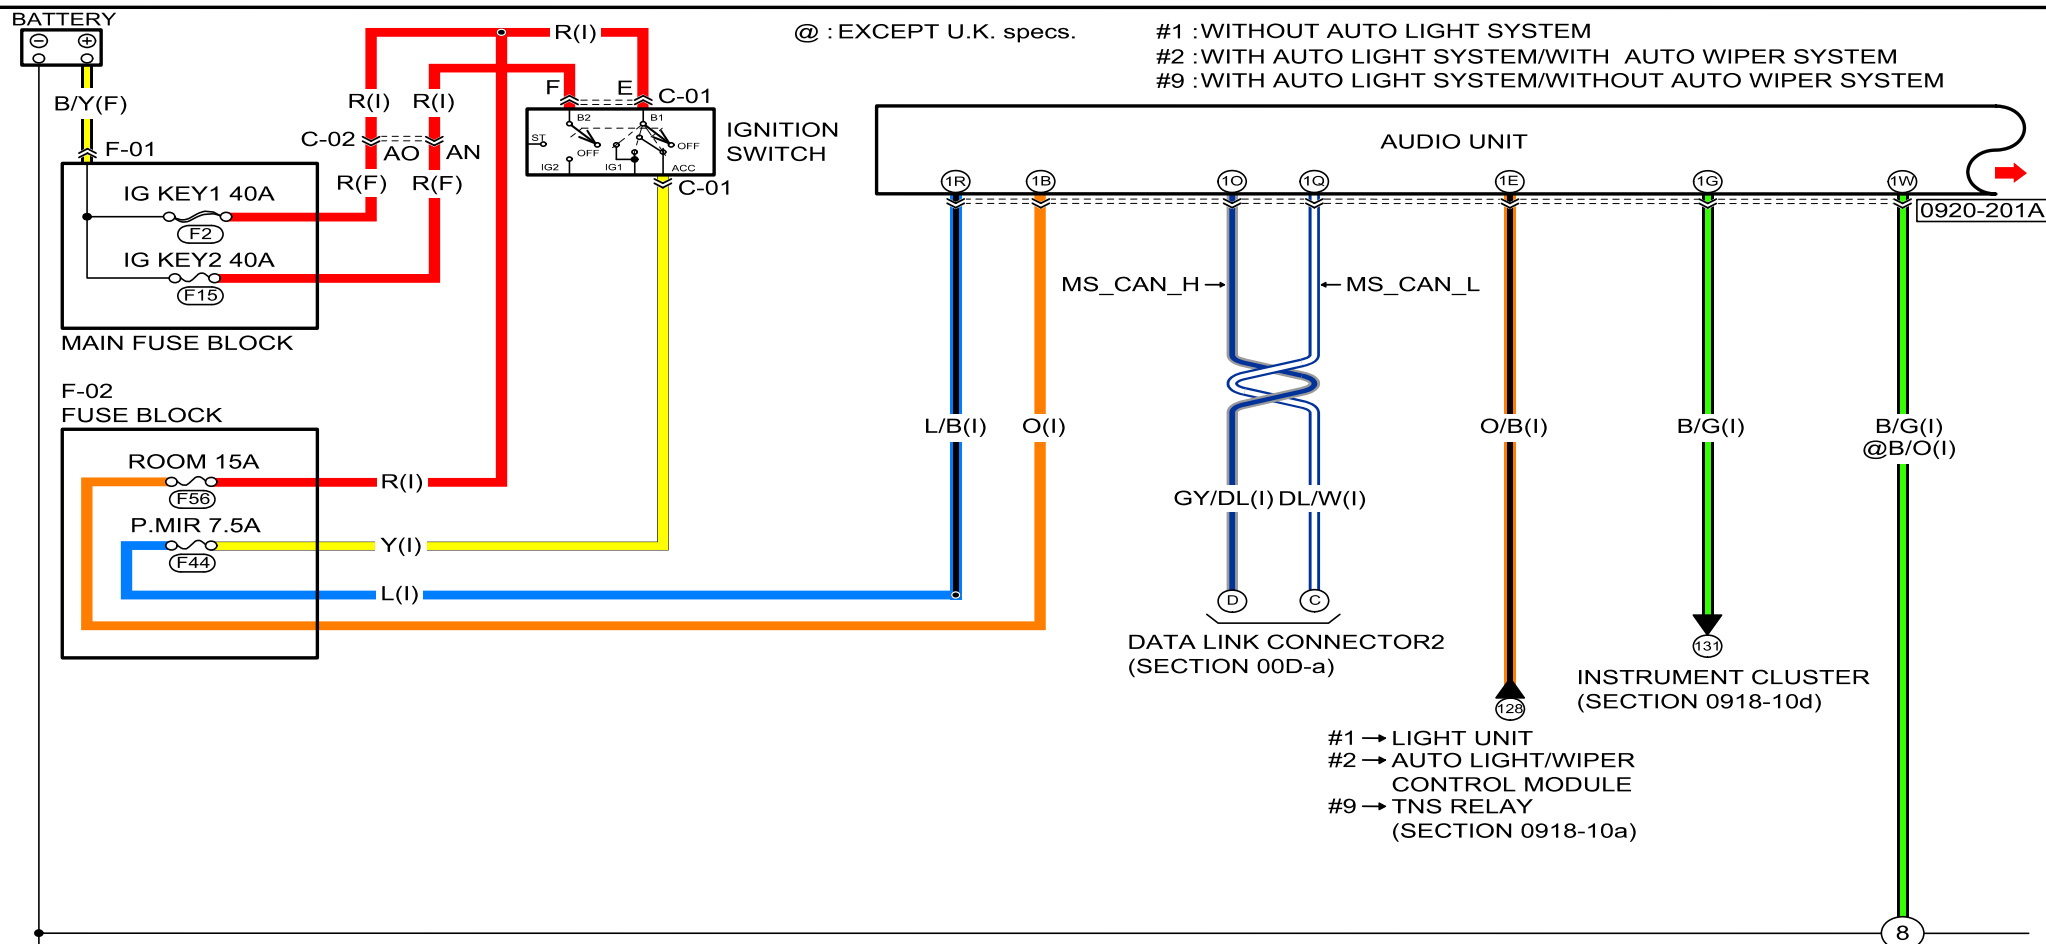 BATTERY
− +
B/Y(F)
F-01
IG KEY1 40A
F2
IG KEY2 40A
F15
MAIN FUSE BLOCK
F-02
FUSE BLOCK
ROOM 15A
F56
P.MIR 7.5A
F44
R(I)
R(I) R(I)
C-02
AO AN
R(F) R(F)
F E C-01
B2 B1
ST
OFF OFF
IG2 IG1 ACC
IGNITION
SWITCH
C-01
R(I)
Y(I)
L(I)
@ : EXCEPT U.K. specs.
#1 : WITHOUT AUTO LIGHT SYSTEM
#2 : WITH AUTO LIGHT SYSTEM/WITH AUTO WIPER SYSTEM
#9 : WITH AUTO LIGHT SYSTEM/WITHOUT AUTO WIPER SYSTEM
AUDIO UNIT
1R 1B 1O 1Q 1E 1G 1W
0920-201A
MS_CAN_H → ← MS_CAN_L
L/B(I) O(I) O/B(I) B/G(I) B/G(I)
@B/O(I)
GY/DL(I) DL/W(I)
D C
DATA LINK CONNECTOR2
(SECTION 00D-a)
131
INSTRUMENT CLUSTER
(SECTION 0918-10d)
128
#1 → LIGHT UNIT
#2 → AUTO LIGHT/WIPER
CONTROL MODULE
#9 → TNS RELAY
(SECTION 0918-10a)
8